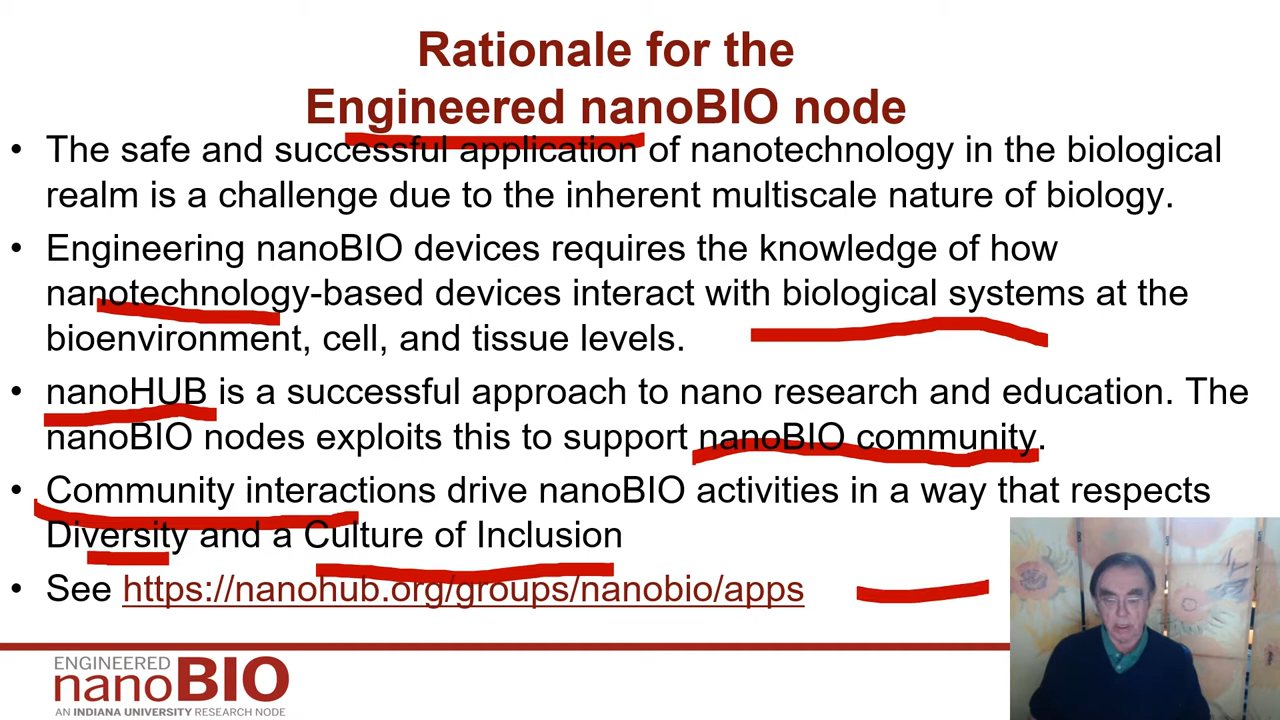 Rationale for the
Engineered nanoBIO node
• The safe and successful application of nanotechnology in the biological
realm is a challenge due to the inherent multiscale nature of biology.
• Engineering nanoBIO devices requires the knowledge of how
nanotechnology-based devices interact with biological systems at the
bioenvironment, cell, and tissue levels.
• nanoHUB is a successful approach to nano research and education. The
nanoBIO nodes exploits this to support nanoBIO community.
• Community interactions drive nanoBIO activities in a way that respects
Diversity and a Culture of Inclusion
• See https://nanohub.org/groups/nanobio/apps
ENGINEERED
nanoBIO
AN INDIANA UNIVERSITY RESEARCH NODE